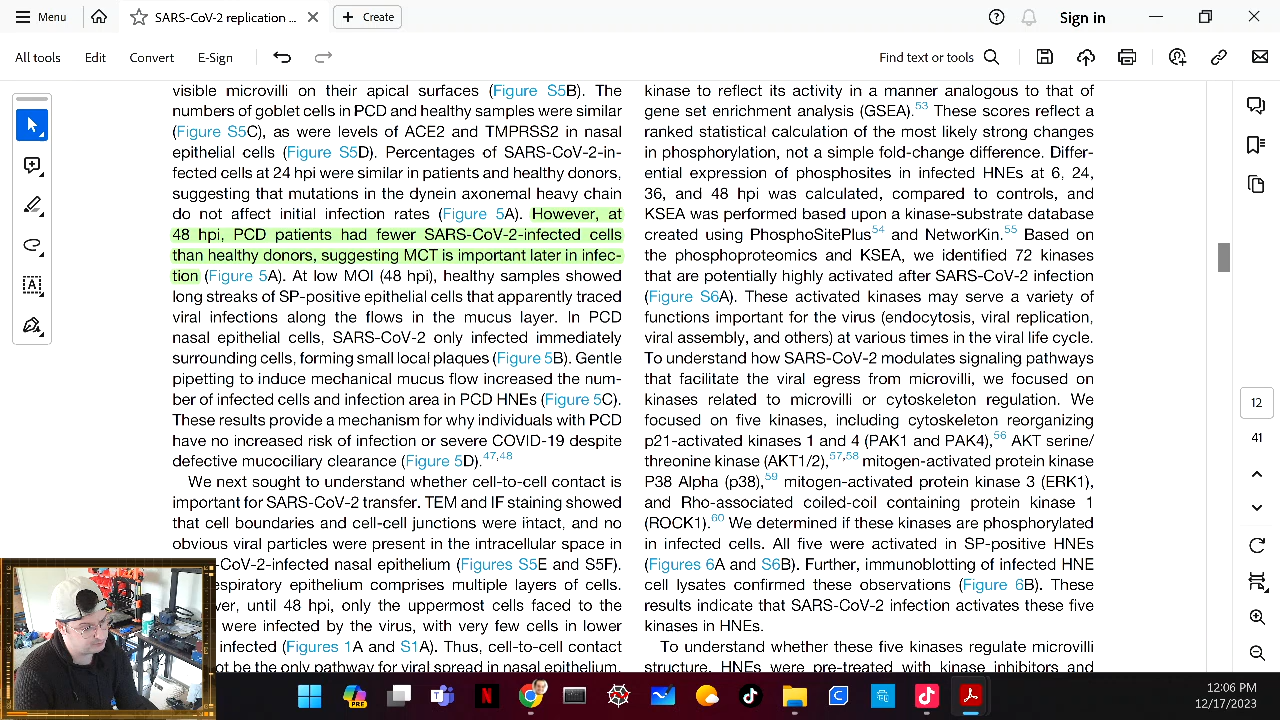 Menu
SARS-CoV-2 replication ...
Create
Sign in
All tools
Edit
Convert
E-Sign
Find text or tools
visible microvilli on their apical surfaces (Figure S5B). The
numbers of goblet cells in PCD and healthy samples were similar
(Figure S5C), as were levels of ACE2 and TMPRSS2 in nasal
epithelial cells (Figure S5D). Percentages of SARS-CoV-2-in-
fected cells at 24 hpi were similar in patients and healthy donors,
suggesting that mutations in the dynein axonemal heavy chain
do not affect initial infection rates (Figure 5A). However, at
48 hpi, PCD patients had fewer SARS-CoV-2-infected cells
than healthy donors, suggesting MCT is important later in infec-
tion (Figure 5A). At low MOI (48 hpi), healthy samples showed
long streaks of SP-positive epithelial cells that apparently traced
viral infections along the flows in the mucus layer. In PCD
nasal epithelial cells, SARS-CoV-2 only infected immediately
surrounding cells, forming small local plaques (Figure 5B). Gentle
pipetting to induce mechanical mucus flow increased the num-
ber of infected cells and infection area in PCD HNEs (Figure 5C).
These results provide a mechanism for why individuals with PCD
have no increased risk of infection or severe COVID-19 despite
defective mucociliary clearance (Figure 5D).47,48
We next sought to understand whether cell-to-cell contact is
important for SARS-CoV-2 transfer. TEM and IF staining showed
that cell boundaries and cell-cell junctions were intact, and no
obvious viral particles were present in the intracellular space in
-CoV-2-infected nasal epithelium (Figures S5E and S5F).
espiratory epithelium comprises multiple layers of cells.
ver, until 48 hpi, only the uppermost cells faced to the
were infected by the virus, with very few cells in lower
infected (Figures 1A and S1A). Thus, cell-to-cell contact
ot be the only pathway for viral spread in nasal epithelium.
kinase to reflect its activity in a manner analogous to that of
gene set enrichment analysis (GSEA).53 These scores reflect a
ranked statistical calculation of the most likely strong changes
in phosphorylation, not a simple fold-change difference. Differ-
ential expression of phosphosites in infected HNEs at 6, 24,
36, and 48 hpi was calculated, compared to controls, and
KSEA was performed based upon a kinase-substrate database
created using PhosphoSitePlus54 and NetworKin.55 Based on
the phosphoproteomics and KSEA, we identified 72 kinases
that are potentially highly activated after SARS-CoV-2 infection
(Figure S6A). These activated kinases may serve a variety of
functions important for the virus (endocytosis, viral replication,
viral assembly, and others) at various times in the viral life cycle.
To understand how SARS-CoV-2 modulates signaling pathways
that facilitate the viral egress from microvilli, we focused on
kinases related to microvilli or cytoskeleton regulation. We
focused on five kinases, including cytoskeleton reorganizing
p21-activated kinases 1 and 4 (PAK1 and PAK4),56 AKT serine/
threonine kinase (AKT1/2),57,58 mitogen-activated protein kinase
P38 Alpha (p38),59 mitogen-activated protein kinase 3 (ERK1),
and Rho-associated coiled-coil containing protein kinase 1
(ROCK1).60 We determined if these kinases are phosphorylated
in infected cells. All five were activated in SP-positive HNEs
(Figures 6A and S6B). Further, immunoblotting of infected HNE
cell lysates confirmed these observations (Figure 6B). These
results indicate that SARS-CoV-2 infection activates these five
kinases in HNEs.
To understand whether these five kinases regulate microvilli
structure, HNEs were pre-treated with kinase inhibitors and
12
41
PRE
12:06 PM
12/17/2023